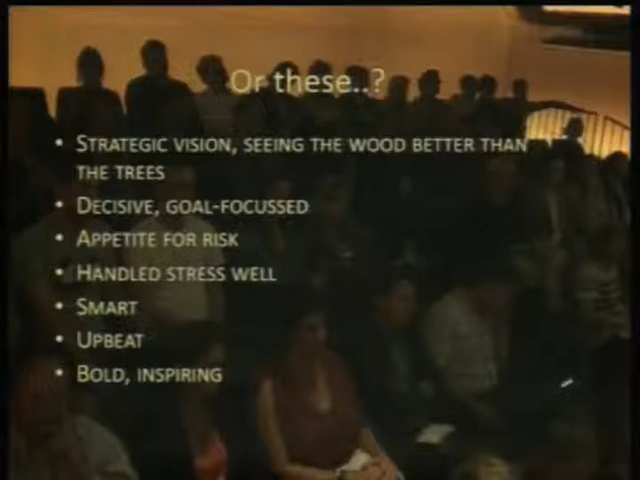 Or these..?
• STRATEGIC VISION, SEEING THE WOOD BETTER THAN
THE TREES
• DECISIVE, GOAL-FOCUSSED
• APPETITE FOR RISK
• HANDLED STRESS WELL
• SMART
• UPBEAT
• BOLD, INSPIRING